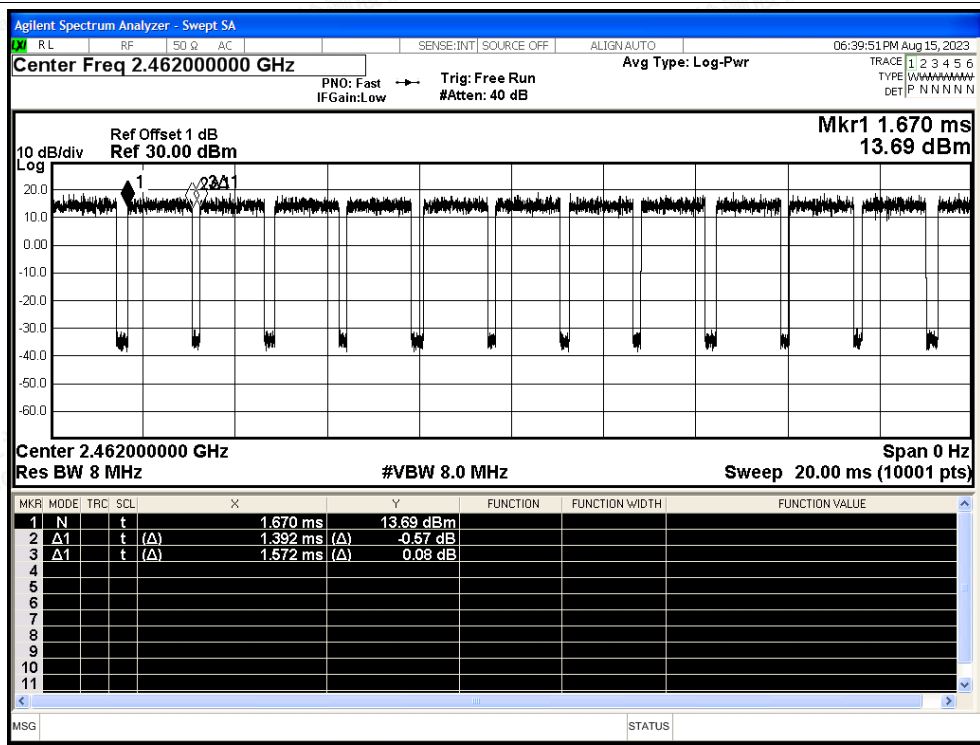 Agilent Spectrum Analyzer - Swept SA
LXI RL RF 50 Ω AC SENSE:INT SOURCE OFF ALIGN AUTO 06:39:51 PM Aug 15, 2023
Center Freq 2.462000000 GHz
PNO: Fast
IFGain:Low
Trig: Free Run
#Atten: 40 dB
Avg Type: Log-Pwr
TRACE 1 2 3 4 5 6
TYPE WWWWWW
DET P N N N N N
Mkr1 1.670 ms
13.69 dBm
Ref Offset 1 dB
10 dB/div Ref 30.00 dBm
Log
1
2 3Δ1
20.0
10.0
0.00
-10.0
-20.0
-30.0
-40.0
-50.0
-60.0
Center 2.462000000 GHz Span 0 Hz
Res BW 8 MHz #VBW 8.0 MHz Sweep 20.00 ms (10001 pts)
MKR MODE TRC SCL X Y FUNCTION FUNCTION WIDTH FUNCTION VALUE
1 N t 1.670 ms 13.69 dBm
2 Δ1 t (Δ) 1.392 ms (Δ) -0.57 dB
3 Δ1 t (Δ) 1.572 ms (Δ) 0.08 dB
4
5
6
7
8
9
10
11
MSG STATUS